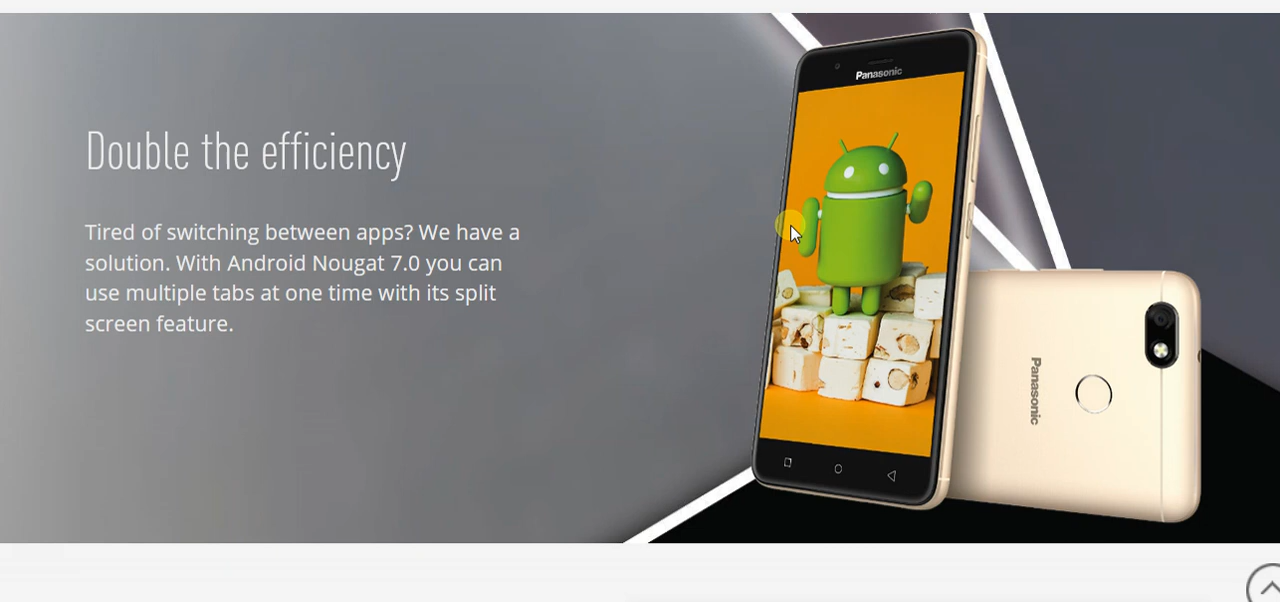 Double the efficiency
Tired of switching between apps? We have a
solution. With Android Nougat 7.0 you can
use multiple tabs at one time with its split
screen feature.
Panasonic
Panasonic